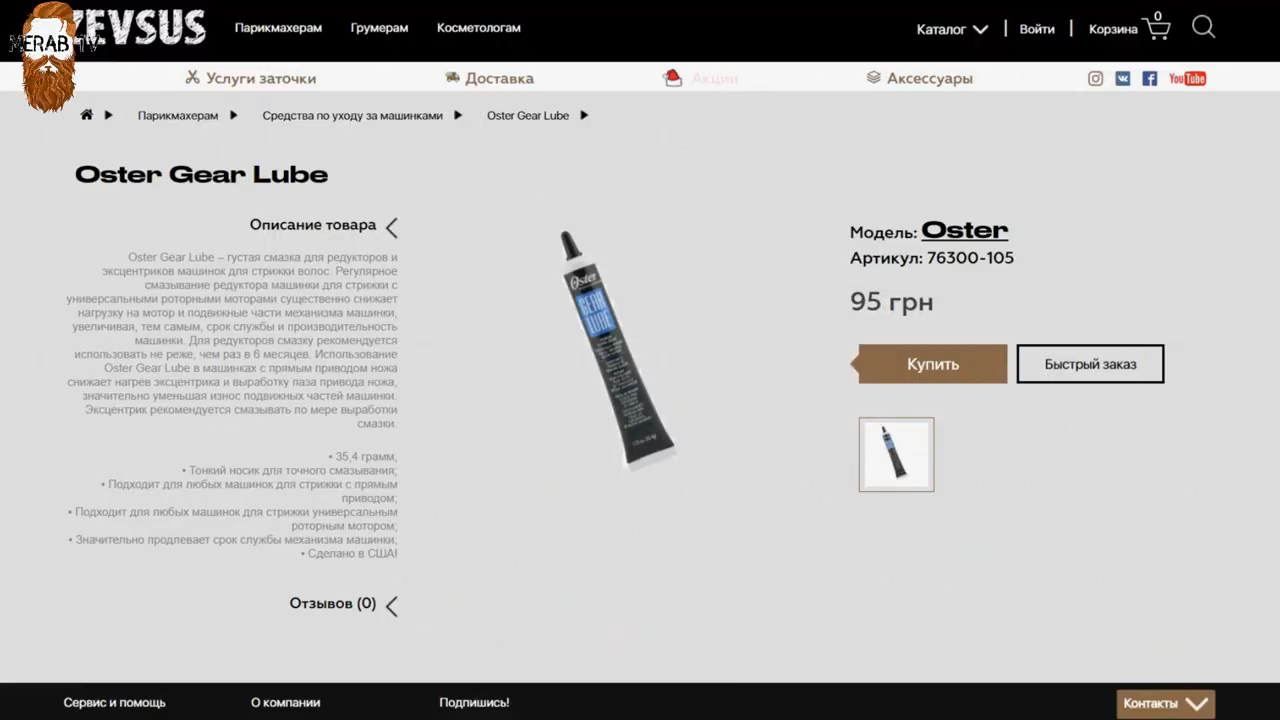 ZEVSUS
MERAB TV
Парикмахерам
Грумерам
Косметологам
Каталог
Войти
Корзина
0
Услуги заточки
Доставка
Акции
Аксессуары
You Tube
Парикмахерам
Средства по уходу за машинками
Oster Gear Lube
Oster Gear Lube
Описание товара
Oster Gear Lube – густая смазка для редукторов и
эксцентриков машинок для стрижки волос. Регулярное
смазывание редуктора машинки для стрижки с
универсальными роторными моторами существенно снижает
нагрузку на мотор и подвижные части механизма машинки,
увеличивая, тем самым, срок службы и производительность
машинки. Для редукторов смазку рекомендуется
использовать не реже, чем раз в 6 месяцев. Использование
Oster Gear Lube в машинках с прямым приводом ножа
снижает нагрев эксцентрика и выработку паза привода ножа,
значительно уменьшая износ подвижных частей машинки.
Эксцентрик рекомендуется смазывать по мере выработки
смазки.
• 35,4 грамм,
• Тонкий носик для точного смазывания;
• Подходит для любых машинок для стрижки с прямым
приводом;
• Подходит для любых машинок для стрижки универсальным
роторным мотором;
• Значительно продлевает срок службы механизма машинки;
• Сделано в США!
Отзывов (0)
Oster
GEAR
LUBE
Модель: Oster
Артикул: 76300-105
95 грн
Купить
Быстрый заказ
Сервис и помощь
О компании
Подпишись!
Контакты